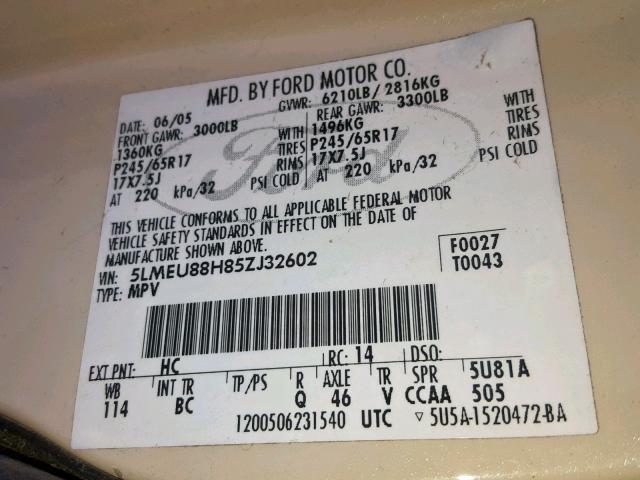 MFD. BY FORD MOTOR CO.
DATE: 06/05 GVWR: 6210LB/ 2816KG
FRONT GAWR: 3000LB REAR GAWR: 3300LB
1360KG WITH 1496KG WITH
P245/65R17 TIRES P245/65R17 TIRES
17X7.5J RIMS 17X7.5J RIMS
AT 220 kPa/32 PSI COLD AT 220 kPa/32 PSI COLD
Ford
THIS VEHICLE CONFORMS TO ALL APPLICABLE FEDERAL MOTOR
VEHICLE SAFETY STANDARDS IN EFFECT ON THE DATE OF
MANUFACTURE SHOWN ABOVE.
VIN: 5LMEU88H85ZJ32602 F0027
TYPE: MPV T0043
EXT PNT: HC RC: 14 DSO:
WB INT TR TP/PS R AXLE TR SPR 5U81A
114 BC Q 46 V CCAA 505
1200506231540 UTC ▽5U5A-1520472-BA